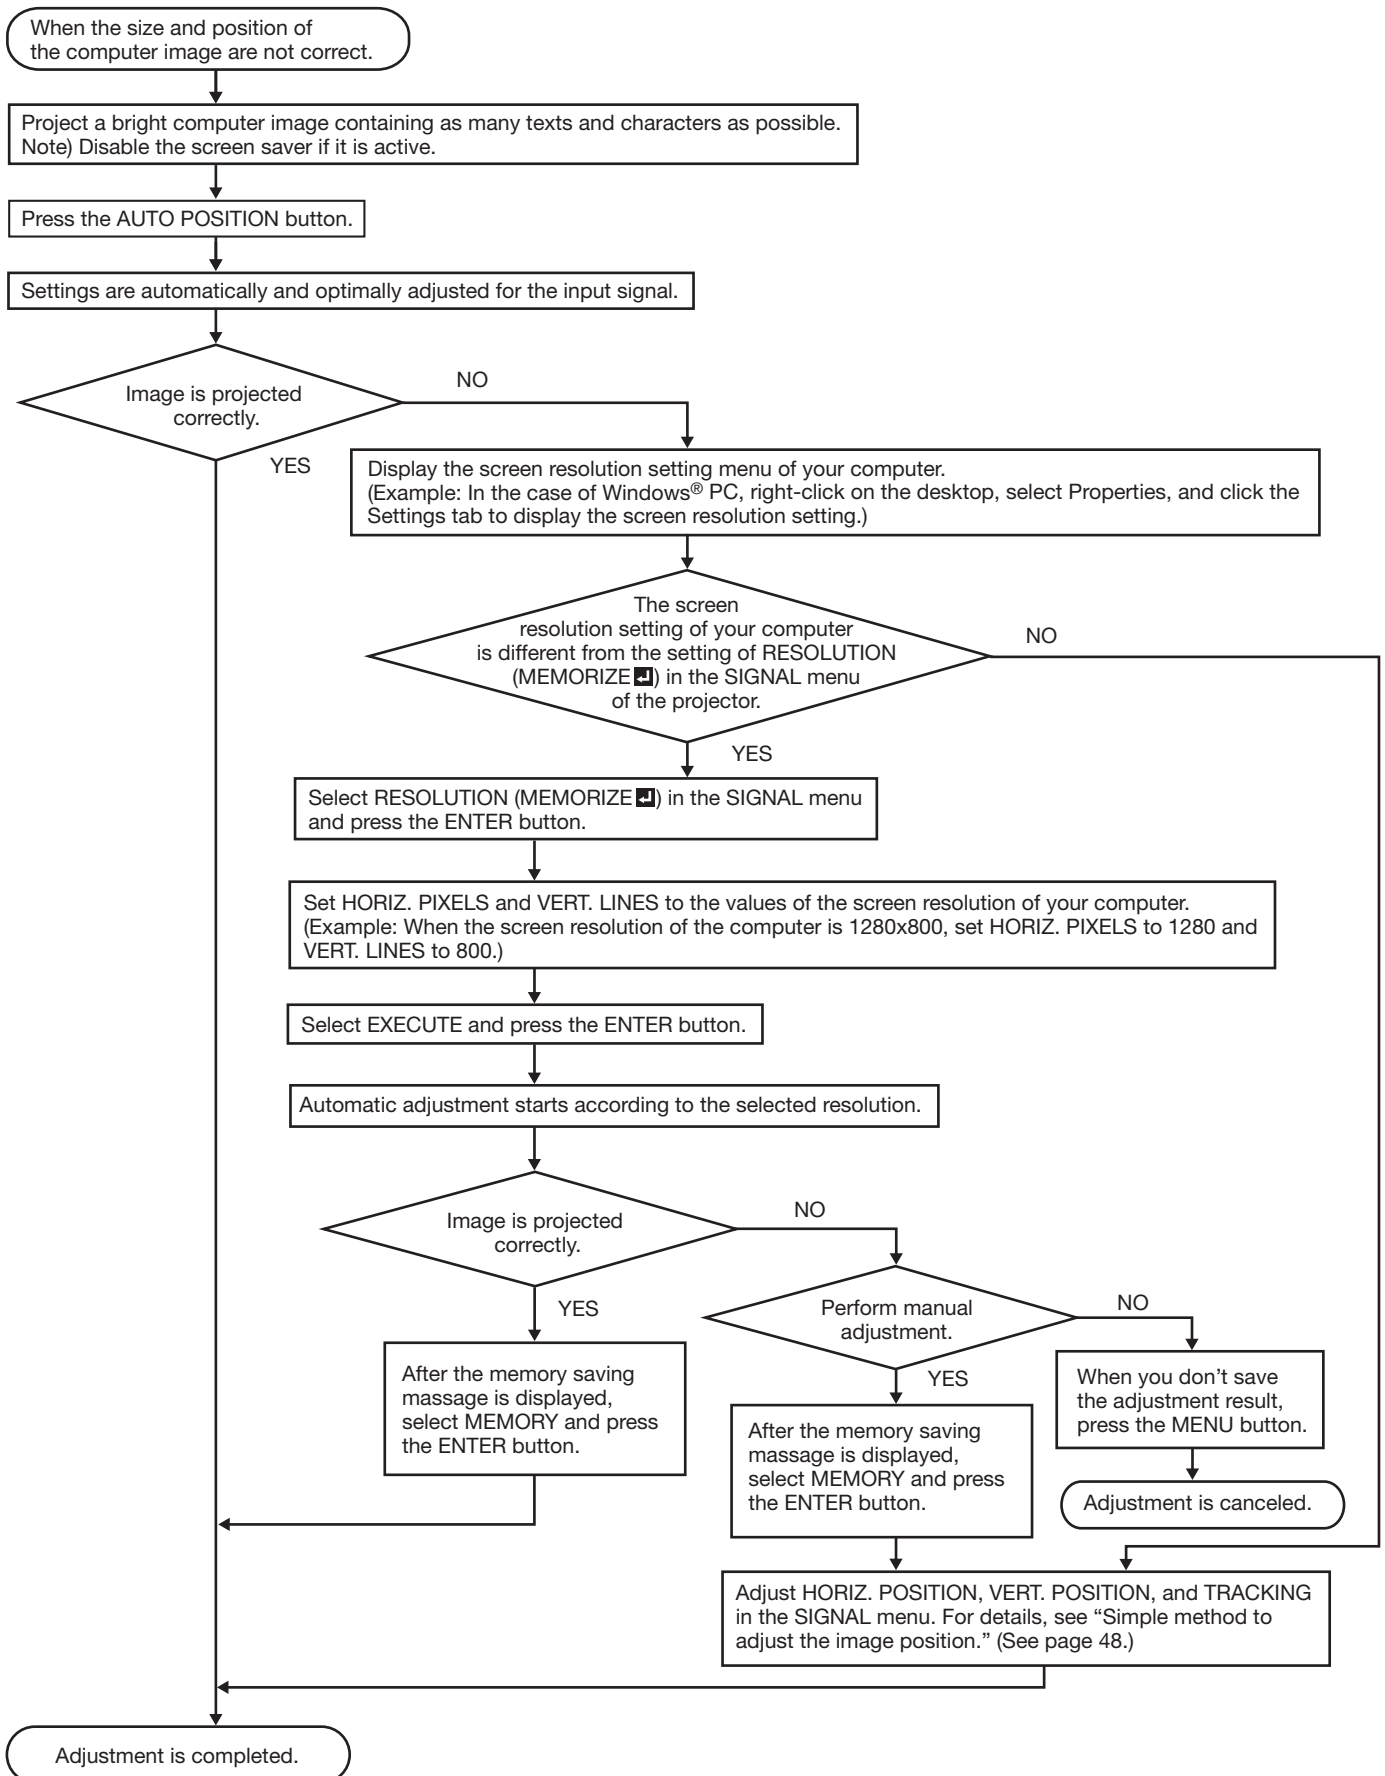 When the size and position of
the computer image are not correct.
Project a bright computer image containing as many texts and characters as possible.
Note) Disable the screen saver if it is active.
Press the AUTO POSITION button.
Settings are automatically and optimally adjusted for the input signal.
Image is projected
correctly.
NO
YES
Display the screen resolution setting menu of your computer.
(Example: In the case of Windows® PC, right-click on the desktop, select Properties, and click the
Settings tab to display the screen resolution setting.)
The screen
resolution setting of your computer
is different from the setting of RESOLUTION
(MEMORIZE↵) in the SIGNAL menu
of the projector.
NO
YES
Select RESOLUTION (MEMORIZE↵) in the SIGNAL menu
and press the ENTER button.
Set HORIZ. PIXELS and VERT. LINES to the values of the screen resolution of your computer.
(Example: When the screen resolution of the computer is 1280x800, set HORIZ. PIXELS to 1280 and
VERT. LINES to 800.)
Select EXECUTE and press the ENTER button.
Automatic adjustment starts according to the selected resolution.
Image is projected
correctly.
NO
YES
Perform manual
adjustment.
NO
YES
After the memory saving
massage is displayed,
select MEMORY and press
the ENTER button.
After the memory saving
massage is displayed,
select MEMORY and press
the ENTER button.
When you don't save
the adjustment result,
press the MENU button.
Adjustment is canceled.
Adjust HORIZ. POSITION, VERT. POSITION, and TRACKING
in the SIGNAL menu. For details, see “Simple method to
adjust the image position.” (See page 48.)
Adjustment is completed.